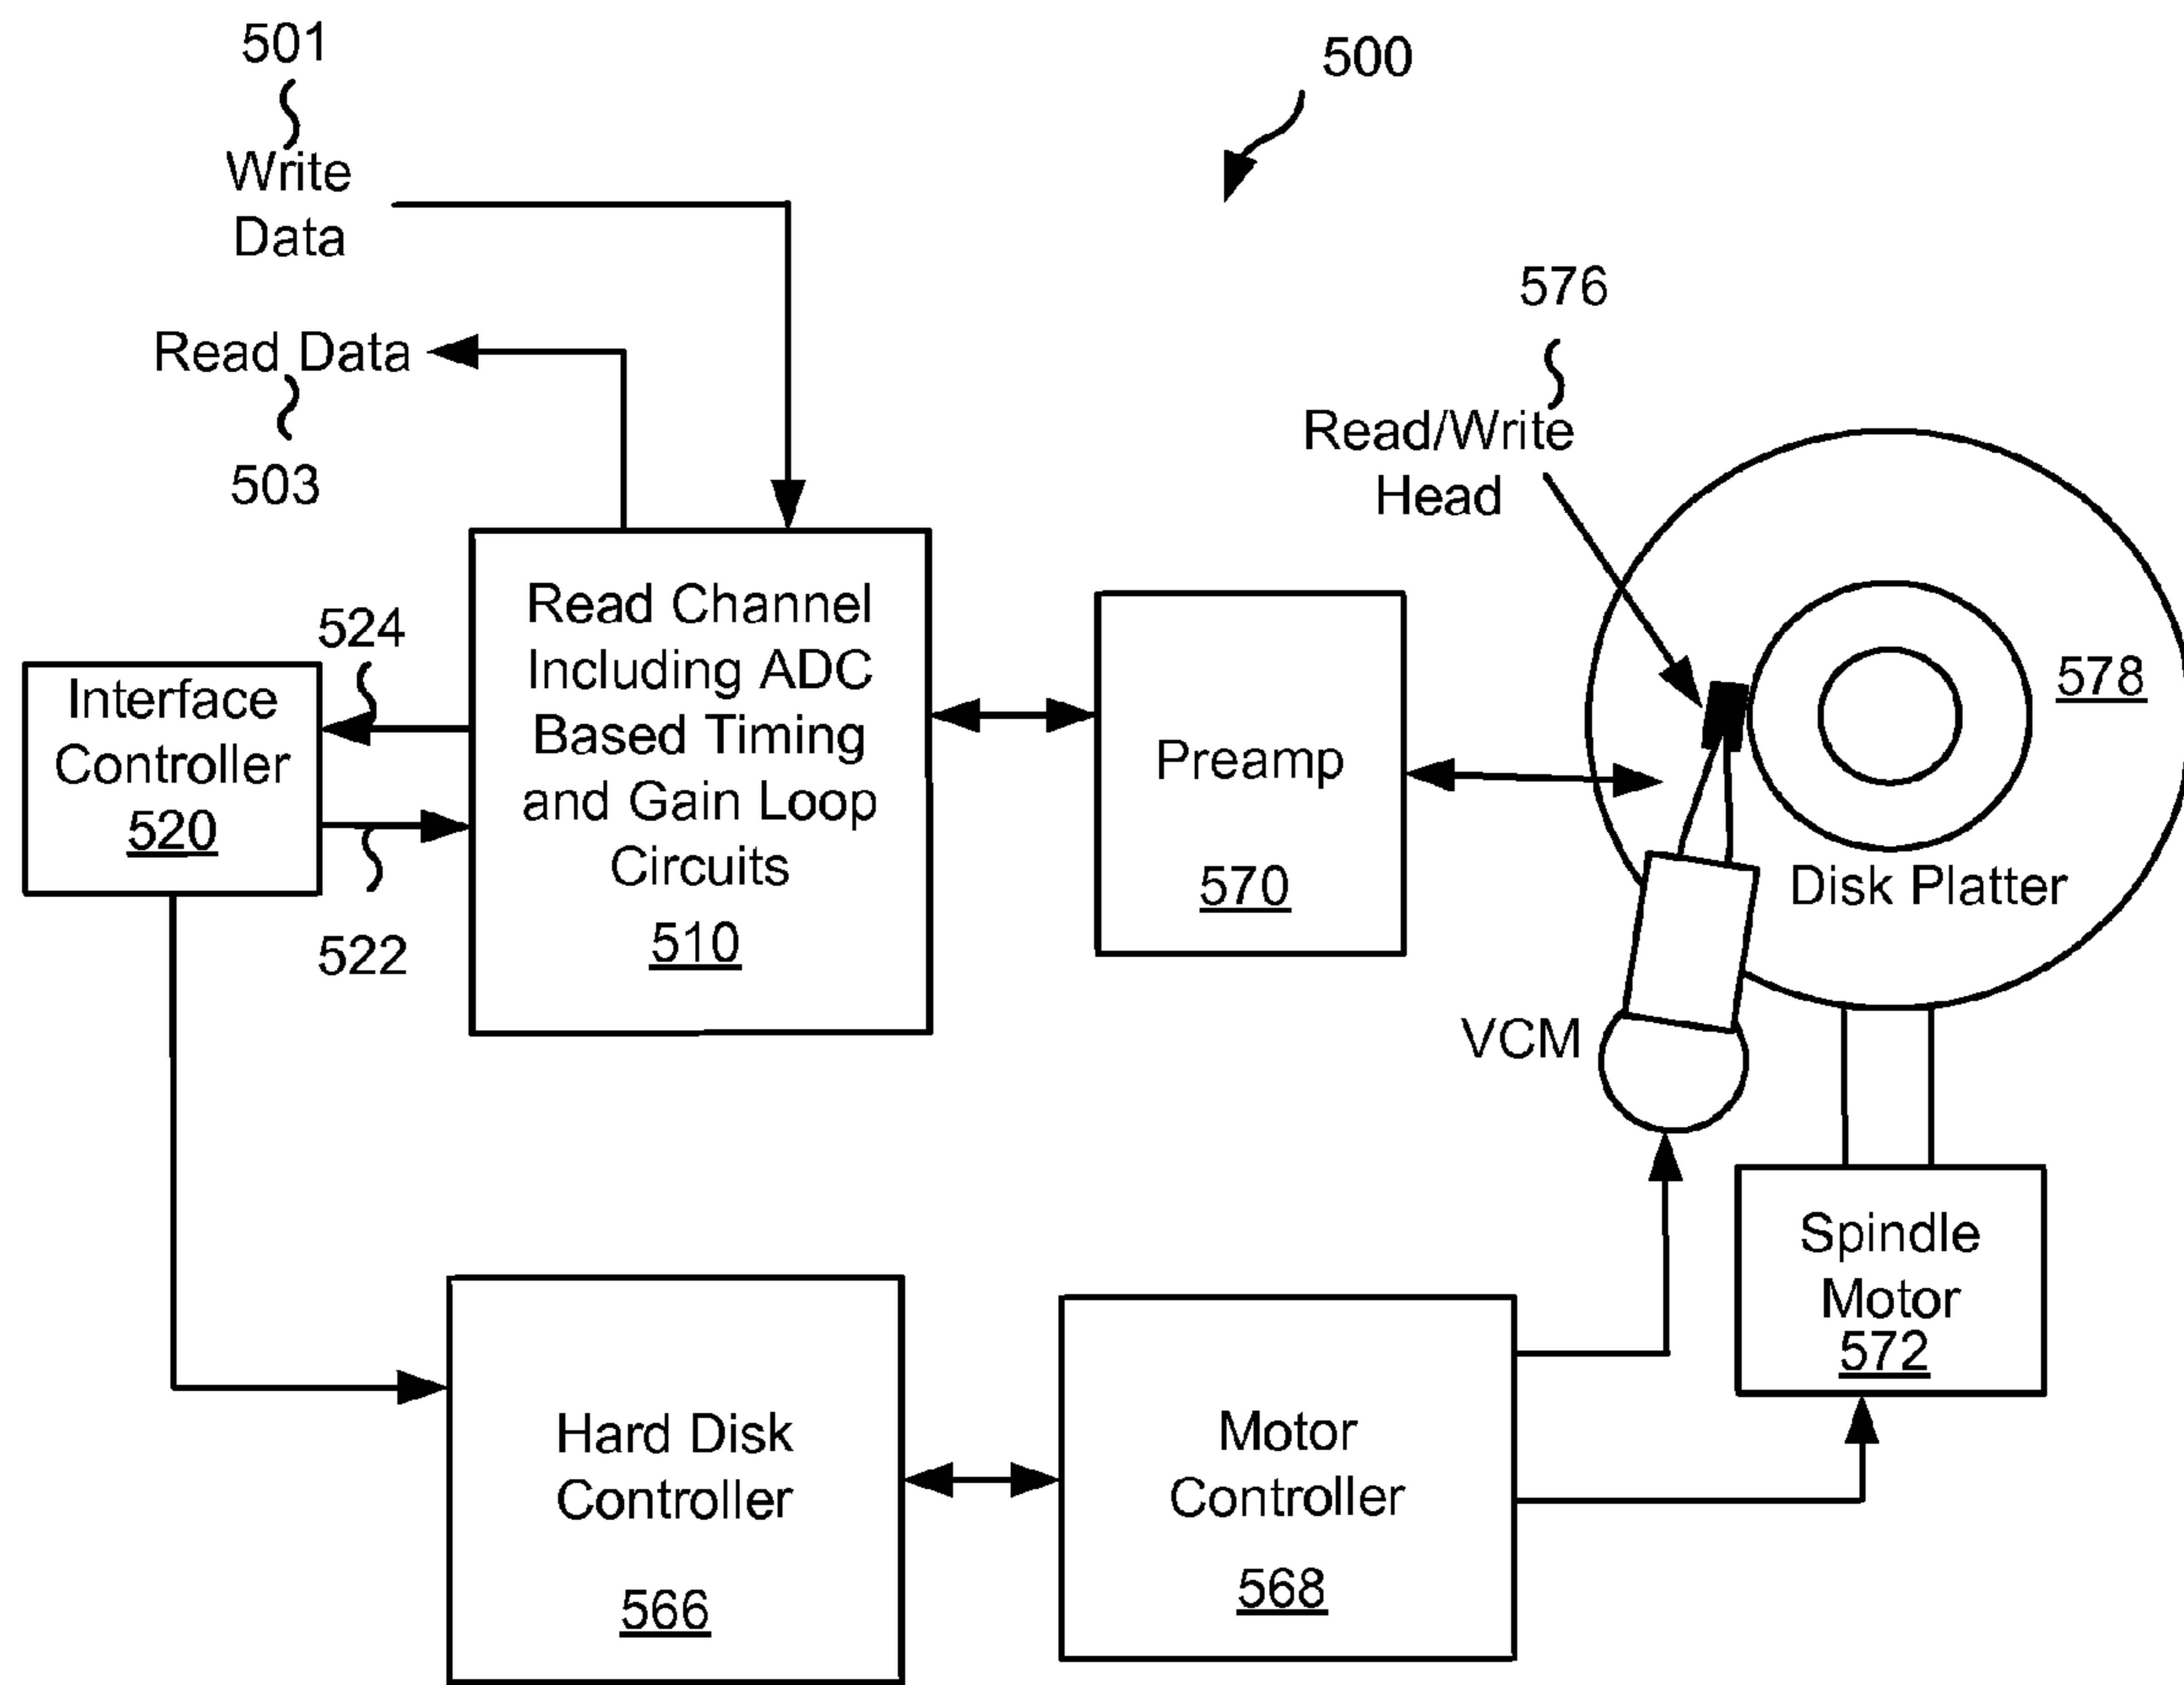 501
Write
Data
500
Read Data
503
576
Read/Write
Head
524
522
Interface
Controller
520
Read Channel
Including ADC
Based Timing
and Gain Loop
Circuits
510
Preamp
570
578
Disk Platter
VCM
Spindle
Motor
572
Hard Disk
Controller
566
Motor
Controller
568